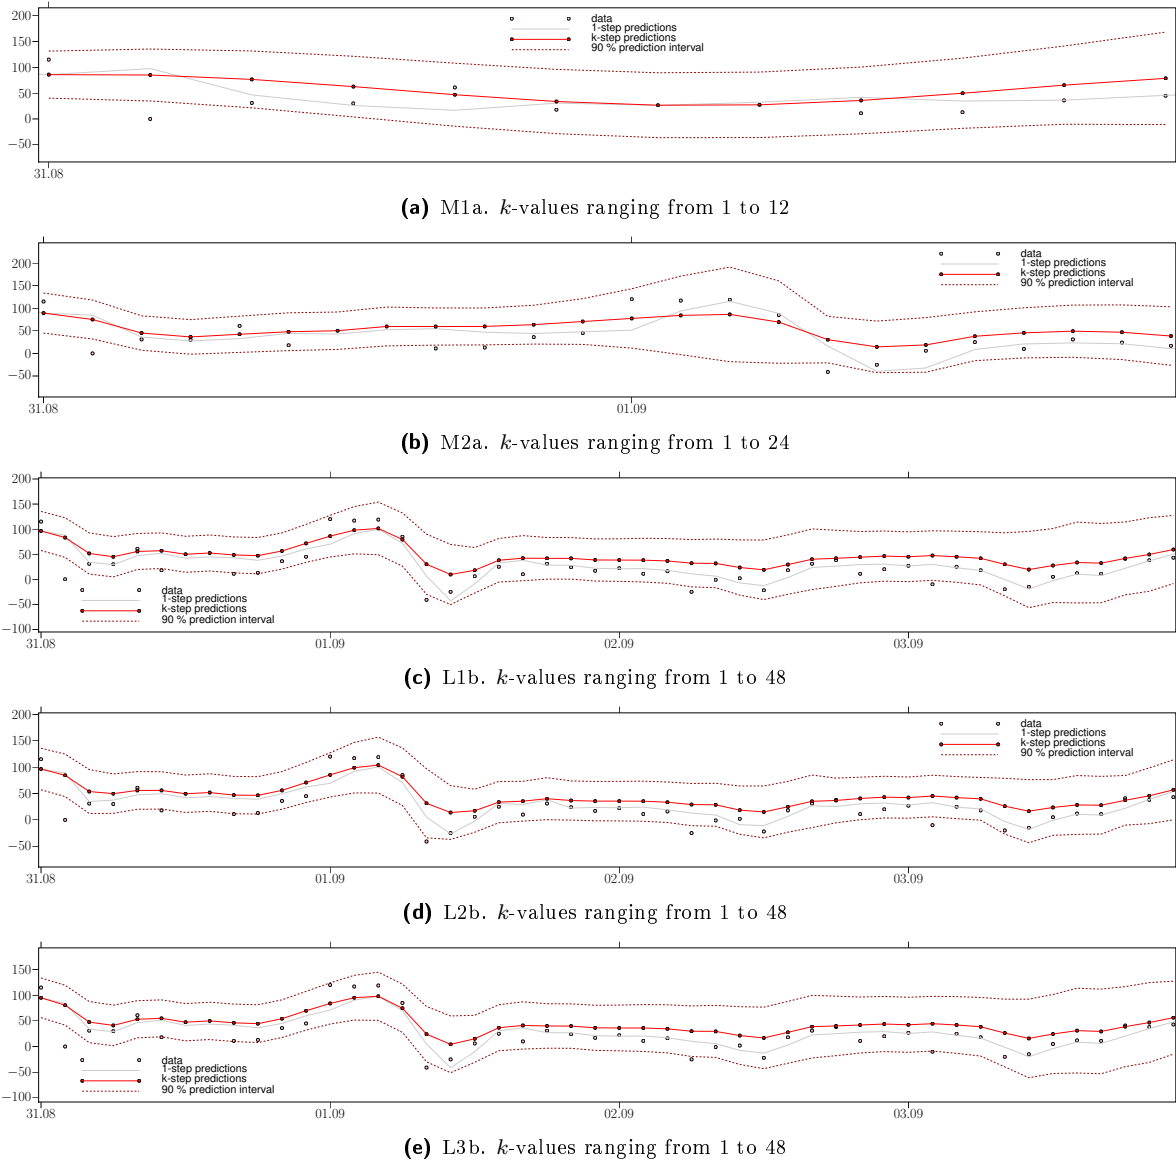 200
150
100
50
0
−50
data
1-step predictions
k-step predictions
90 % prediction interval
31.08
(a) M1a. k-values ranging from 1 to 12
200
150
100
50
0
−50
data
1-step predictions
k-step predictions
90 % prediction interval
31.08 01.09
(b) M2a. k-values ranging from 1 to 24
200
150
100
50
0
−50
−100
data
1-step predictions
k-step predictions
90 % prediction interval
31.08 01.09 02.09 03.09
(c) L1b. k-values ranging from 1 to 48
200
150
100
50
0
−50
data
1-step predictions
k-step predictions
90 % prediction interval
31.08 01.09 02.09 03.09
(d) L2b. k-values ranging from 1 to 48
150
100
50
0
−50
−100
data
1-step predictions
k-step predictions
90 % prediction interval
31.08 01.09 02.09 03.09
(e) L3b. k-values ranging from 1 to 48